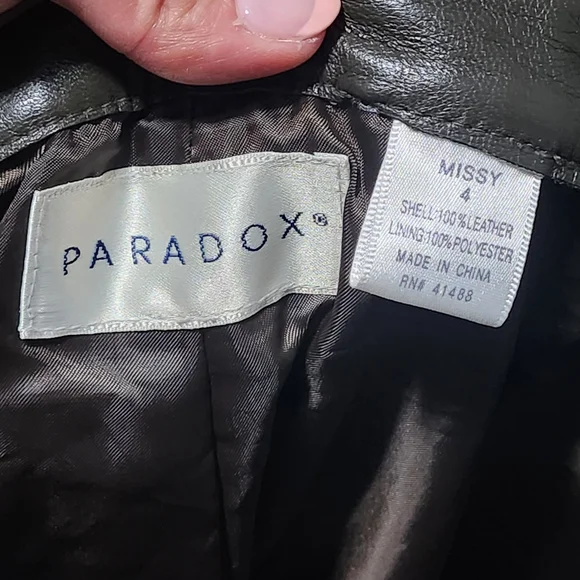 PARADOX®
MISSY
4
SHELL:100%LEATHER
LINING:100%POLYESTER
MADE IN CHINA
RN# 41488